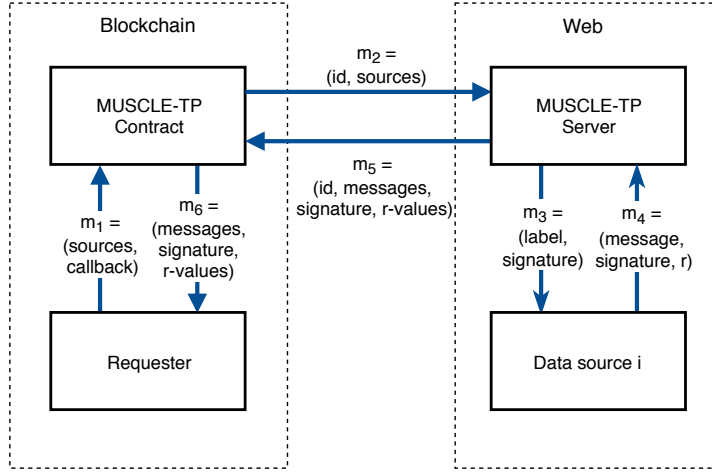 Blockchain
Web
MUSCLE-TP
Contract
m2 =
(id, sources)
MUSCLE-TP
Server
m5 =
(id, messages,
signature, r-values)
m1 =
(sources,
callback)
m6 =
(messages,
signature,
r-values)
m3 =
(label,
signature)
m4 =
(message,
signature, r)
Requester
Data source i